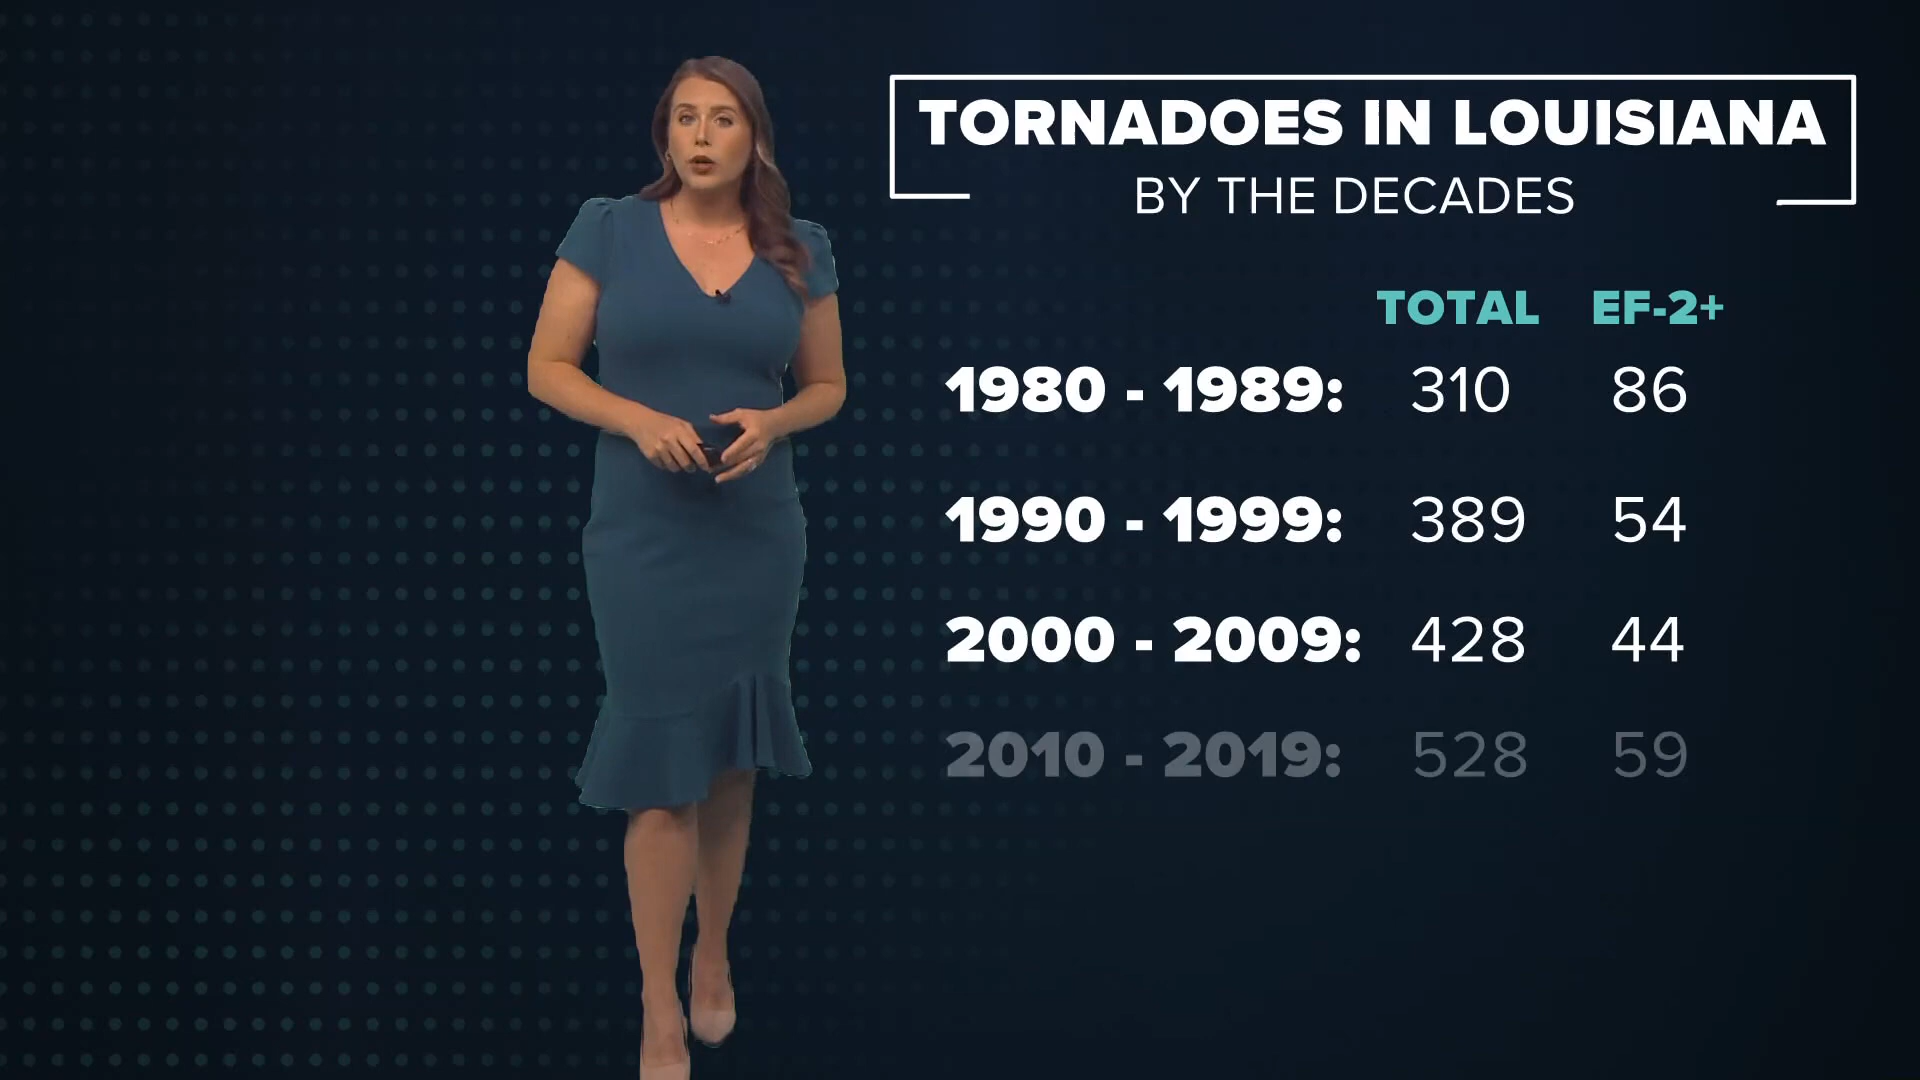 TORNADOES IN LOUISIANA
BY THE DECADES
TOTAL EF-2+
1980 - 1989: 310 86
1990 - 1999: 389 54
2000 - 2009: 428 44
2010 - 2019: 528 59